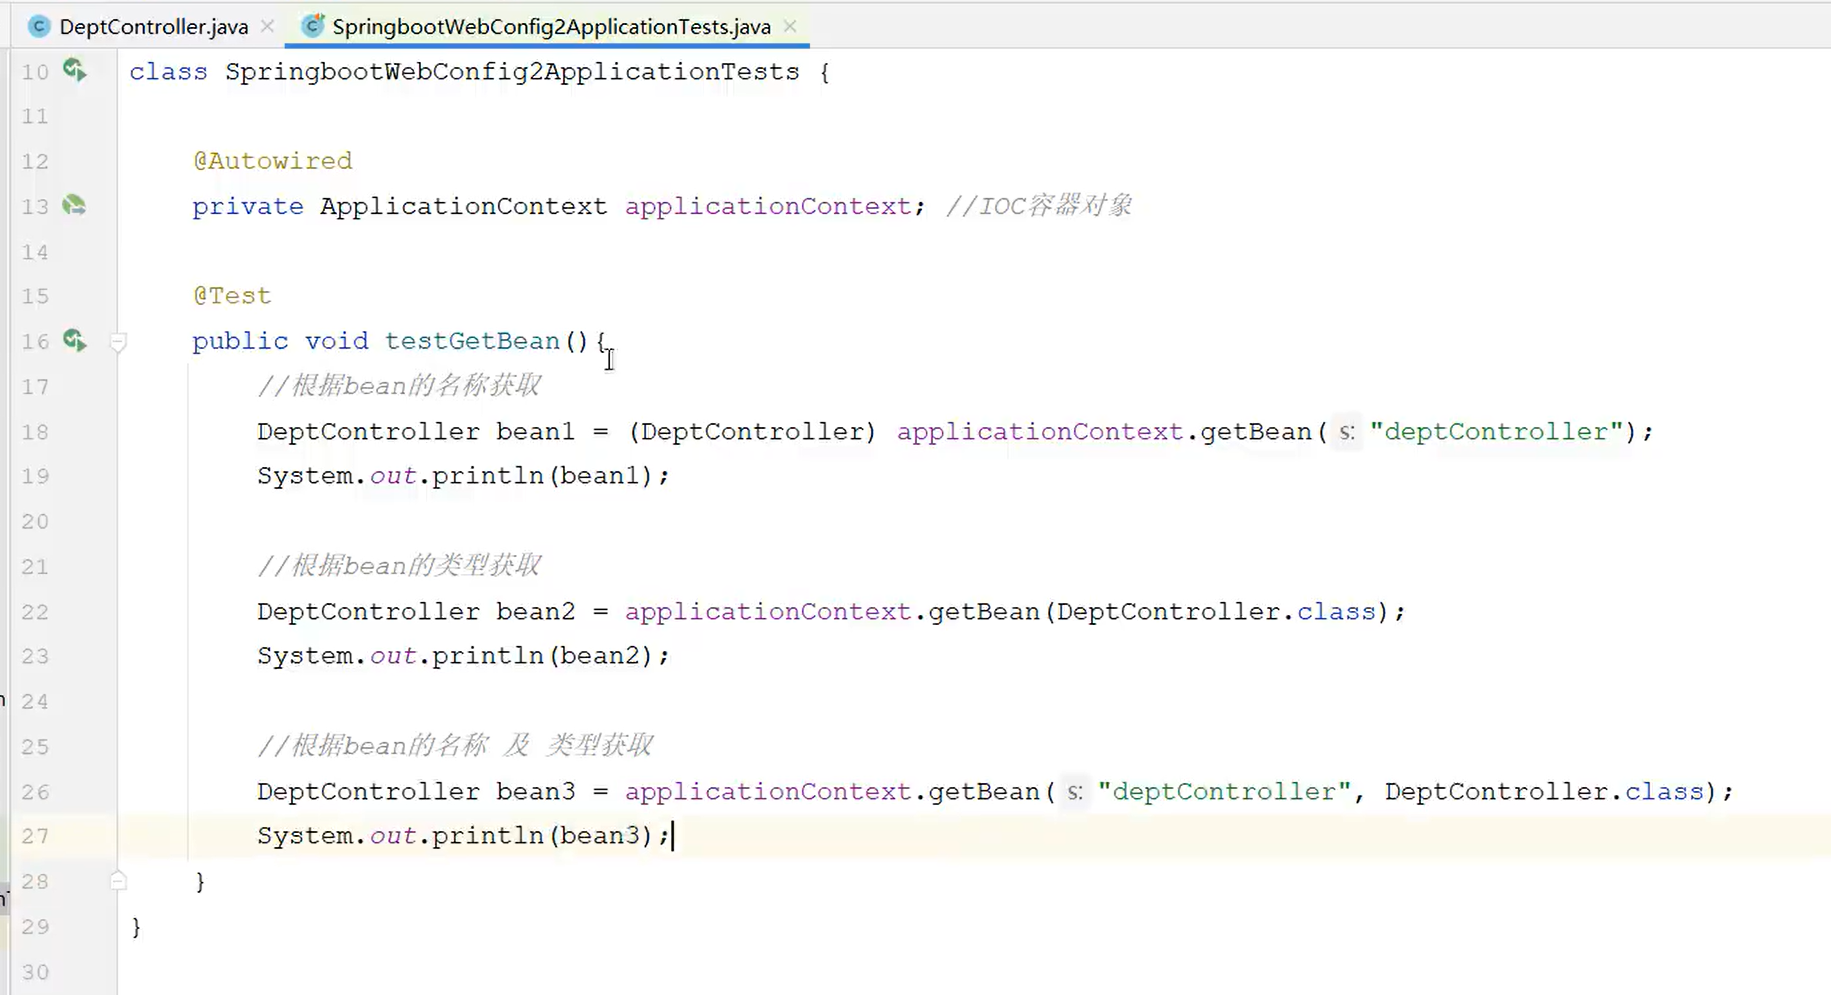 DeptController.java SpringbootWebConfig2ApplicationTests.java
10 class SpringbootWebConfig2ApplicationTests {
11
12 @Autowired
13 private ApplicationContext applicationContext; //IOC容器对象
14
15 @Test
16 public void testGetBean(){
17 //根据bean的名称获取
18 DeptController bean1 = (DeptController) applicationContext.getBean( s: "deptController");
19 System.out.println(bean1);
20
21 //根据bean的类型获取
22 DeptController bean2 = applicationContext.getBean(DeptController.class);
23 System.out.println(bean2);
24
25 //根据bean的名称 及 类型获取
26 DeptController bean3 = applicationContext.getBean( s: "deptController", DeptController.class);
27 System.out.println(bean3);
28 }
29 }
30